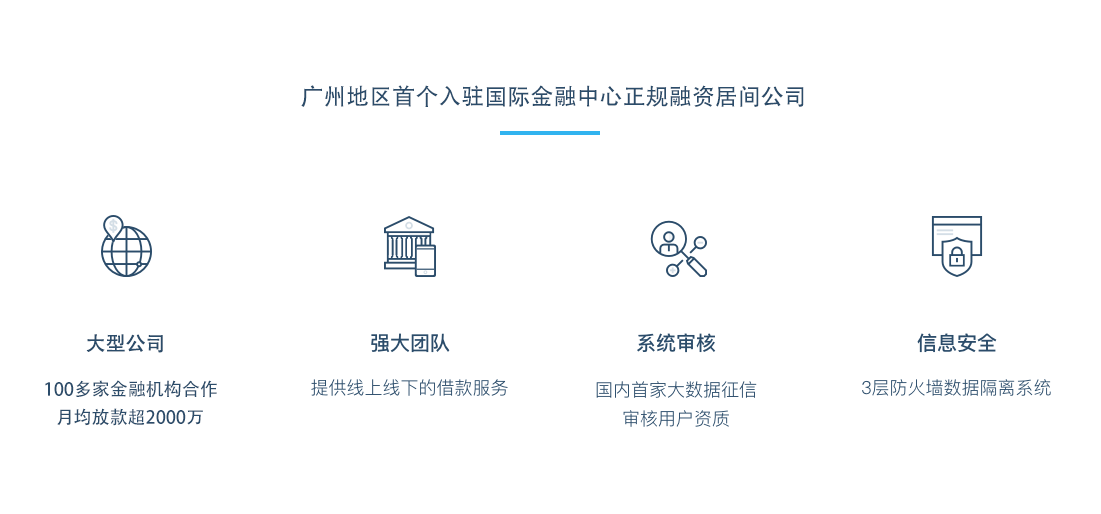 广州地区首个入驻国际金融中心正规融资居间公司
大型公司
100多家金融机构合作
月均放款超2000万
强大团队
提供线上线下的借款服务
系统审核
国内首家大数据征信
审核用户资质
信息安全
3层防火墙数据隔离系统